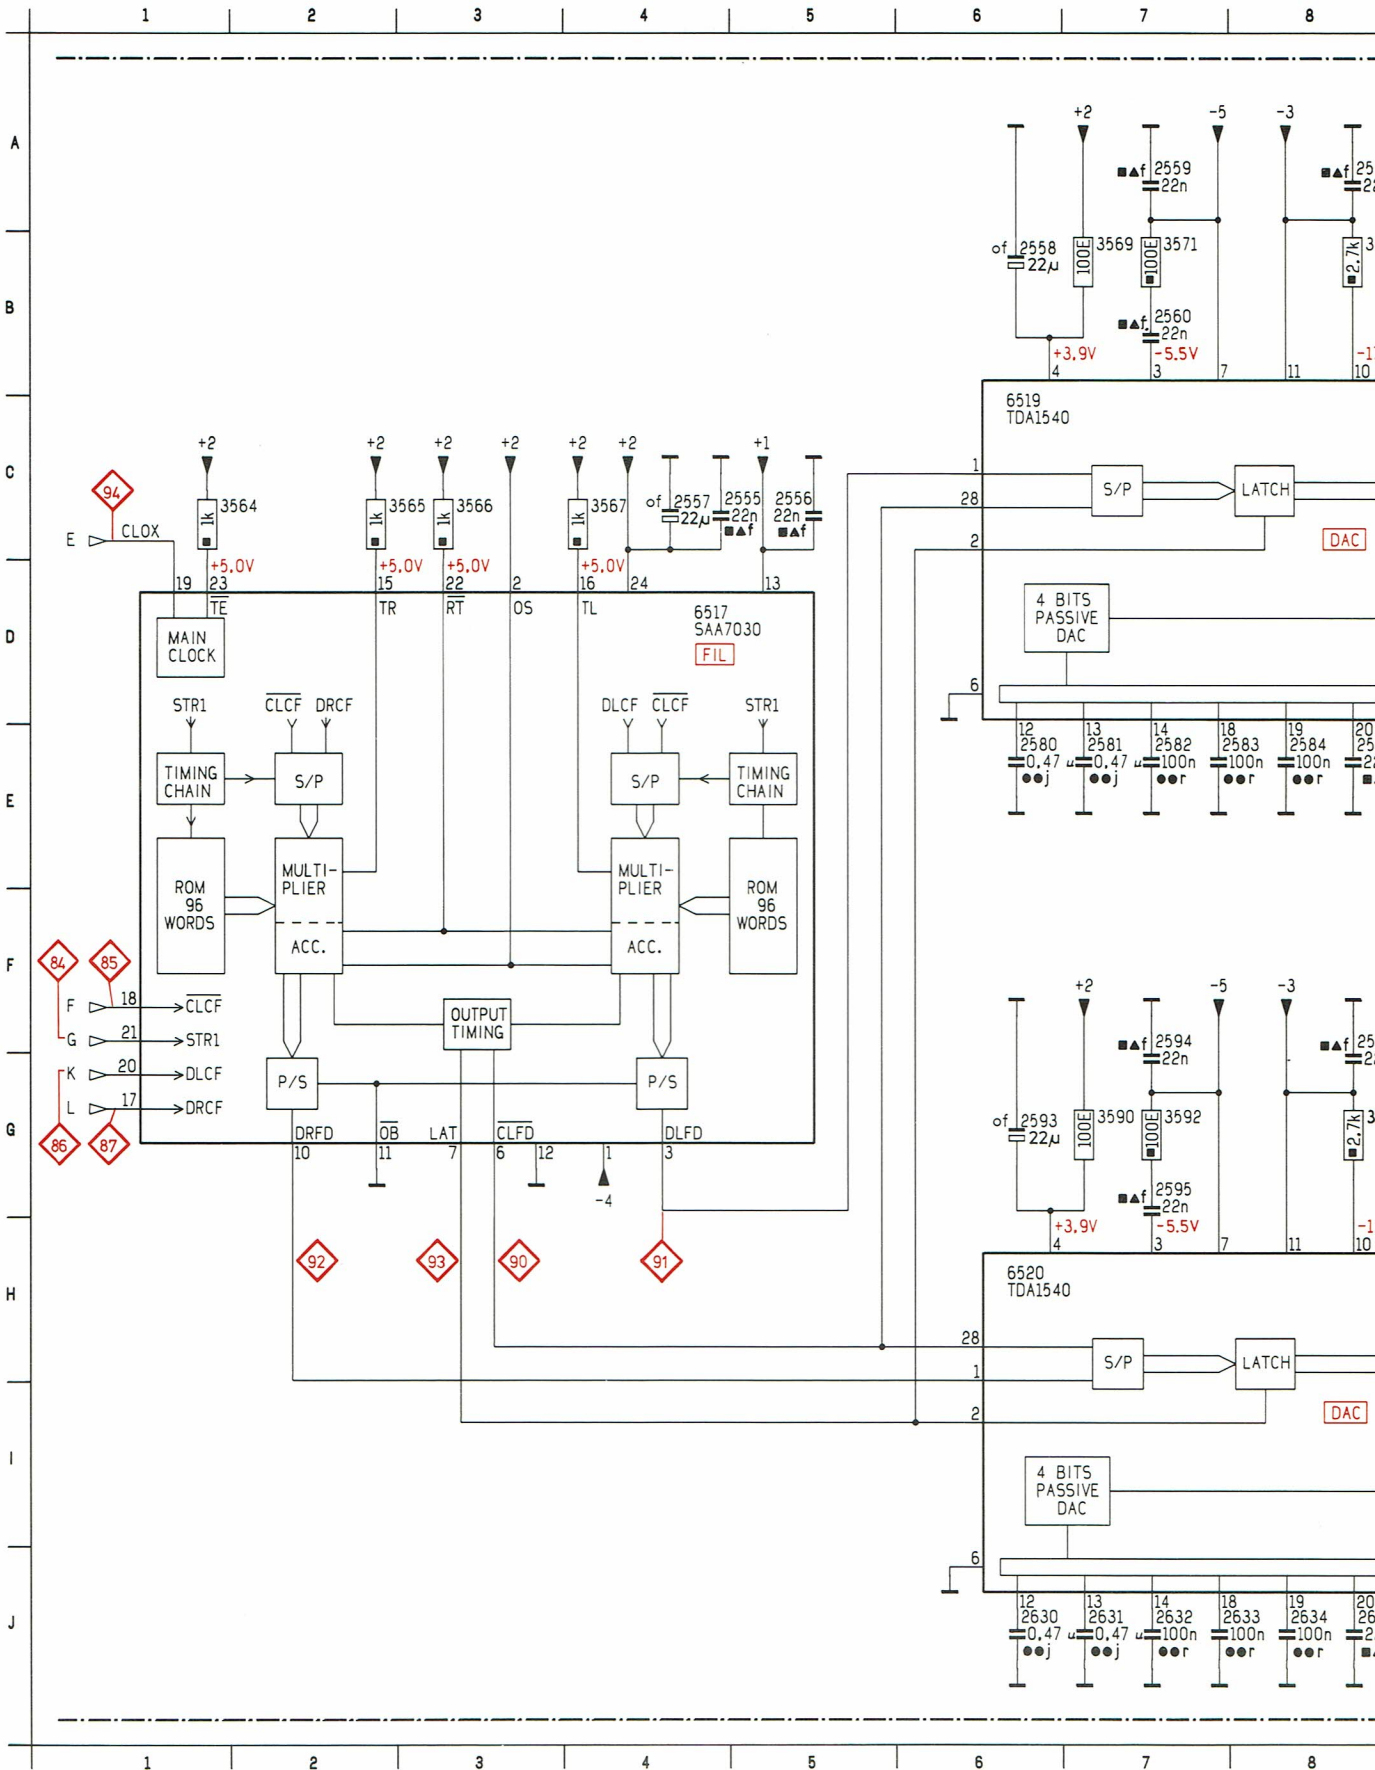 1 2 3 4 5 6 7 8
A
+2 -5 -3
■▲f 2559
22n
■▲f 25
22
B
of 2558
22µ
100E 3569
100E 3571
2.7k 3
■▲f 2560
22n
+3.9V -5.5V -1
4 3 7 11 10
6519
TDA1540
C
+2 +2 +2 +2 +2 +2 +1
94
E CLOX
1k 3564
1k 3565
1k 3566
1k 3567
of 2557
22µ
2555
22n
■▲f
2556
22n
■▲f
+5.0V +5.0V +5.0V +5.0V
1
28
2
S/P
LATCH
DAC
19 23 15 22 2 16 24 13
TE TR RT OS TL
D
MAIN
CLOCK
6517
SAA7030
FIL
4 BITS
PASSIVE
DAC
6
STR1 CLCF DRCF DLCF CLCF STR1
E
TIMING
CHAIN
S/P
S/P
TIMING
CHAIN
12 13 14 18 19 20
2580 2581 2582 2583 2584 25
0,47 µ 0,47 µ 100n 100n 100n 22
●●j ●●j ●●r ●●r ●●r ■
ROM
96
WORDS
MULTI-
PLIER
ACC.
MULTI-
PLIER
ACC.
ROM
96
WORDS
F
84 85
F 18 CLCF
G 21 STR1
K 20 DLCF
L 17 DRCF
OUTPUT
TIMING
G
86 87
P/S
P/S
DRFD OB LAT CLFD DLFD
10 11 7 6 12 1 3
-4
+2 -5 -3
■▲f 2594
22n
■▲f 25
22
of 2593
22µ
100E 3590
100E 3592
2.7k 3
■▲f 2595
22n
+3.9V -5.5V -1
4 3 7 11 10
H
92 93 90 91
6520
TDA1540
28
1
2
S/P
LATCH
DAC
I
4 BITS
PASSIVE
DAC
6
J
12 13 14 18 19 20
2630 2631 2632 2633 2634 26
0,47 µ 0,47 µ 100n 100n 100n 2
●●j ●●j ●●r ●●r ●●r ■
1 2 3 4 5 6 7 8